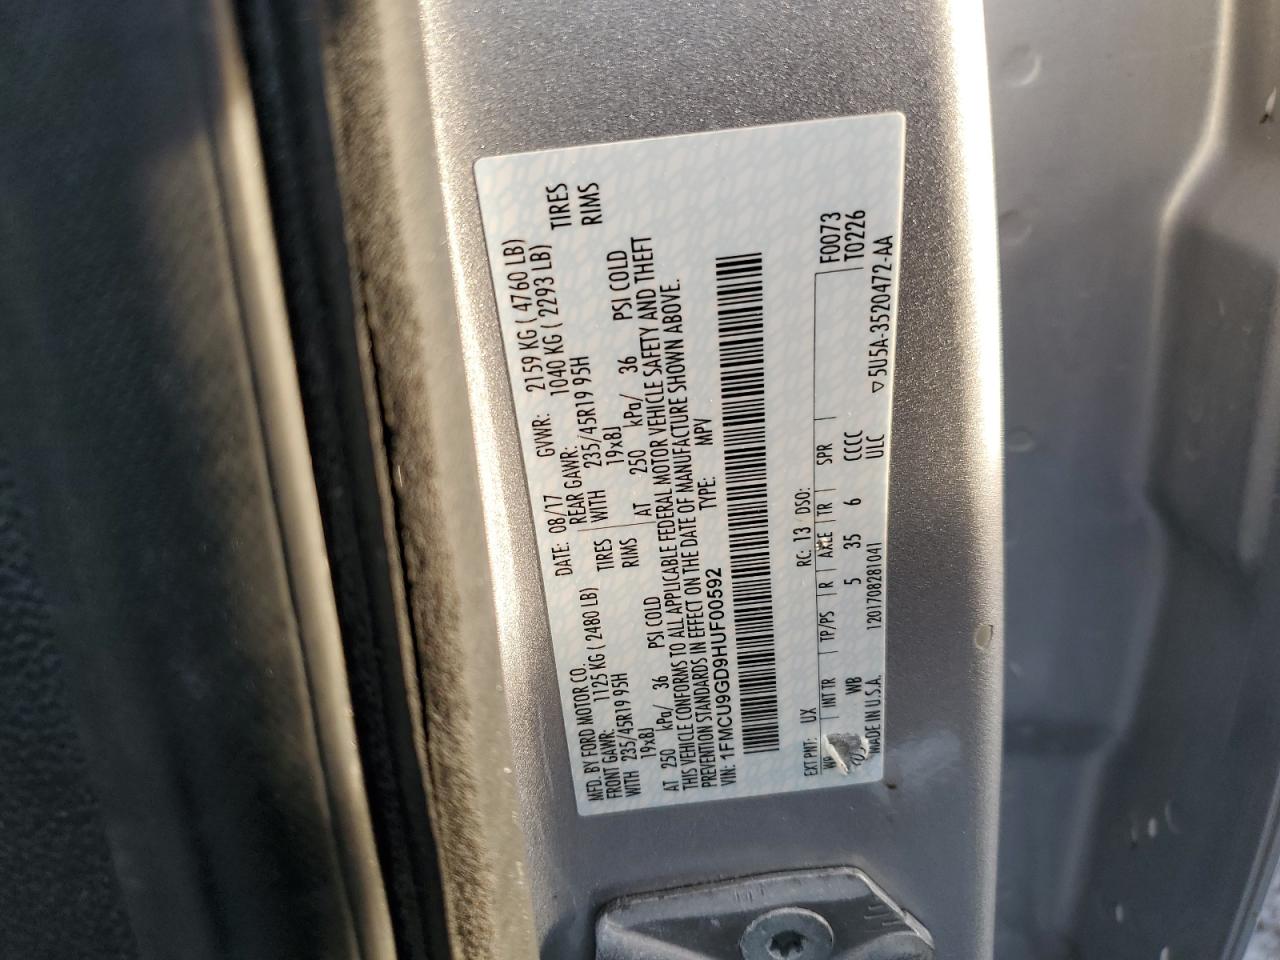 MFD. BY FORD MOTOR CO. DATE: 08/17 GVWR: 2159 KG ( 4760 LB)
FRONT GAWR: 1125 KG ( 2480 LB) REAR GAWR: 1040 KG ( 2293 LB)
WITH 235/45R19 95H TIRES WITH 235/45R19 95H TIRES
19x8J RIMS 19x8J RIMS
AT 250 kPa/ 36 PSI COLD AT 250 kPa/ 36 PSI COLD
THIS VEHICLE CONFORMS TO ALL APPLICABLE FEDERAL MOTOR VEHICLE SAFETY AND THEFT
PREVENTION STANDARDS IN EFFECT ON THE DATE OF MANUFACTURE SHOWN ABOVE.
VIN: 1FMCU9GD9HUF00592 TYPE: MPV
EXT PNT: UX RC: 13 DSO: F0073
WB INT TR TP/PS R AXLE TR SPR T0226
WB 5 35 6 CCCC
MADE IN U.S.A. 1201708281041 ULC ▽5U5A-3520472-AA